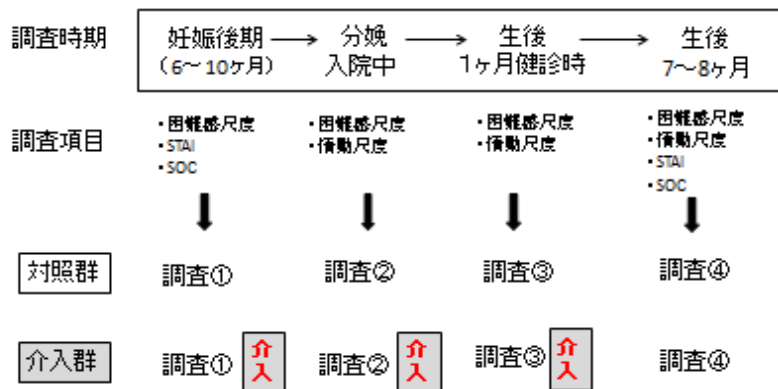 調査時期
妊娠後期 → 分娩 → 生後 → 生後
(6～10ヶ月) 入院中 1ヶ月健診時 7～8ヶ月
調査項目
・困難感尺度 ・困難感尺度 ・困難感尺度 ・困難感尺度
・STAI ・情動尺度 ・情動尺度 ・情動尺度
・SOC ・STAI
・SOC
対照群 調査① 調査② 調査③ 調査④
介入群 調査① 介入 調査② 介入 調査③ 介入 調査④